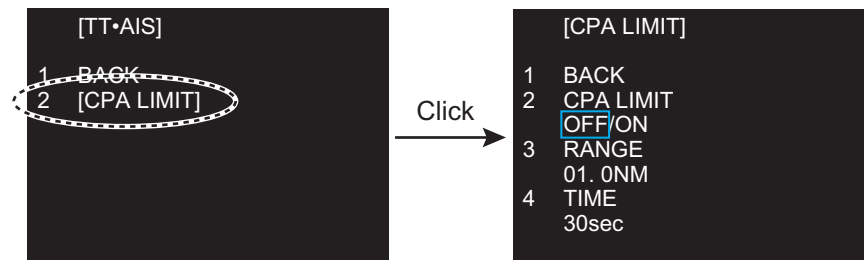 [TT•AIS]
1 BACK
2 [CPA LIMIT]
Click
[CPA LIMIT]
1 BACK
2 CPA LIMIT
OFF/ON
3 RANGE
01. 0NM
4 TIME
30sec